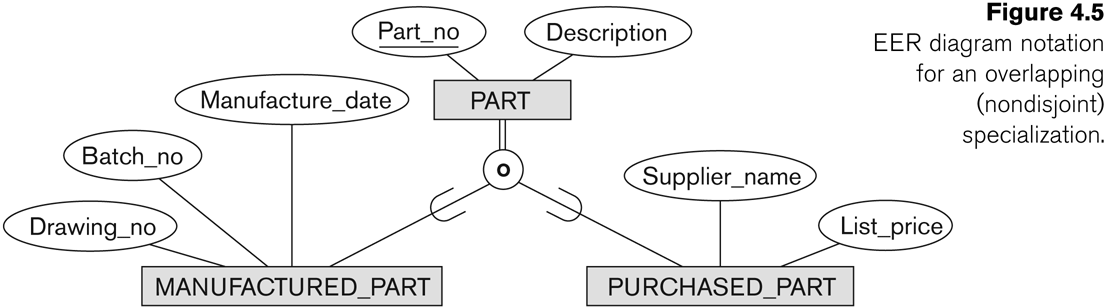 Figure 4.5
EER diagram notation
for an overlapping
(nondisjoint)
specialization.
Part_no
Description
Manufacture_date
PART
Batch_no
o
Supplier_name
Drawing_no
List_price
MANUFACTURED_PART
PURCHASED_PART